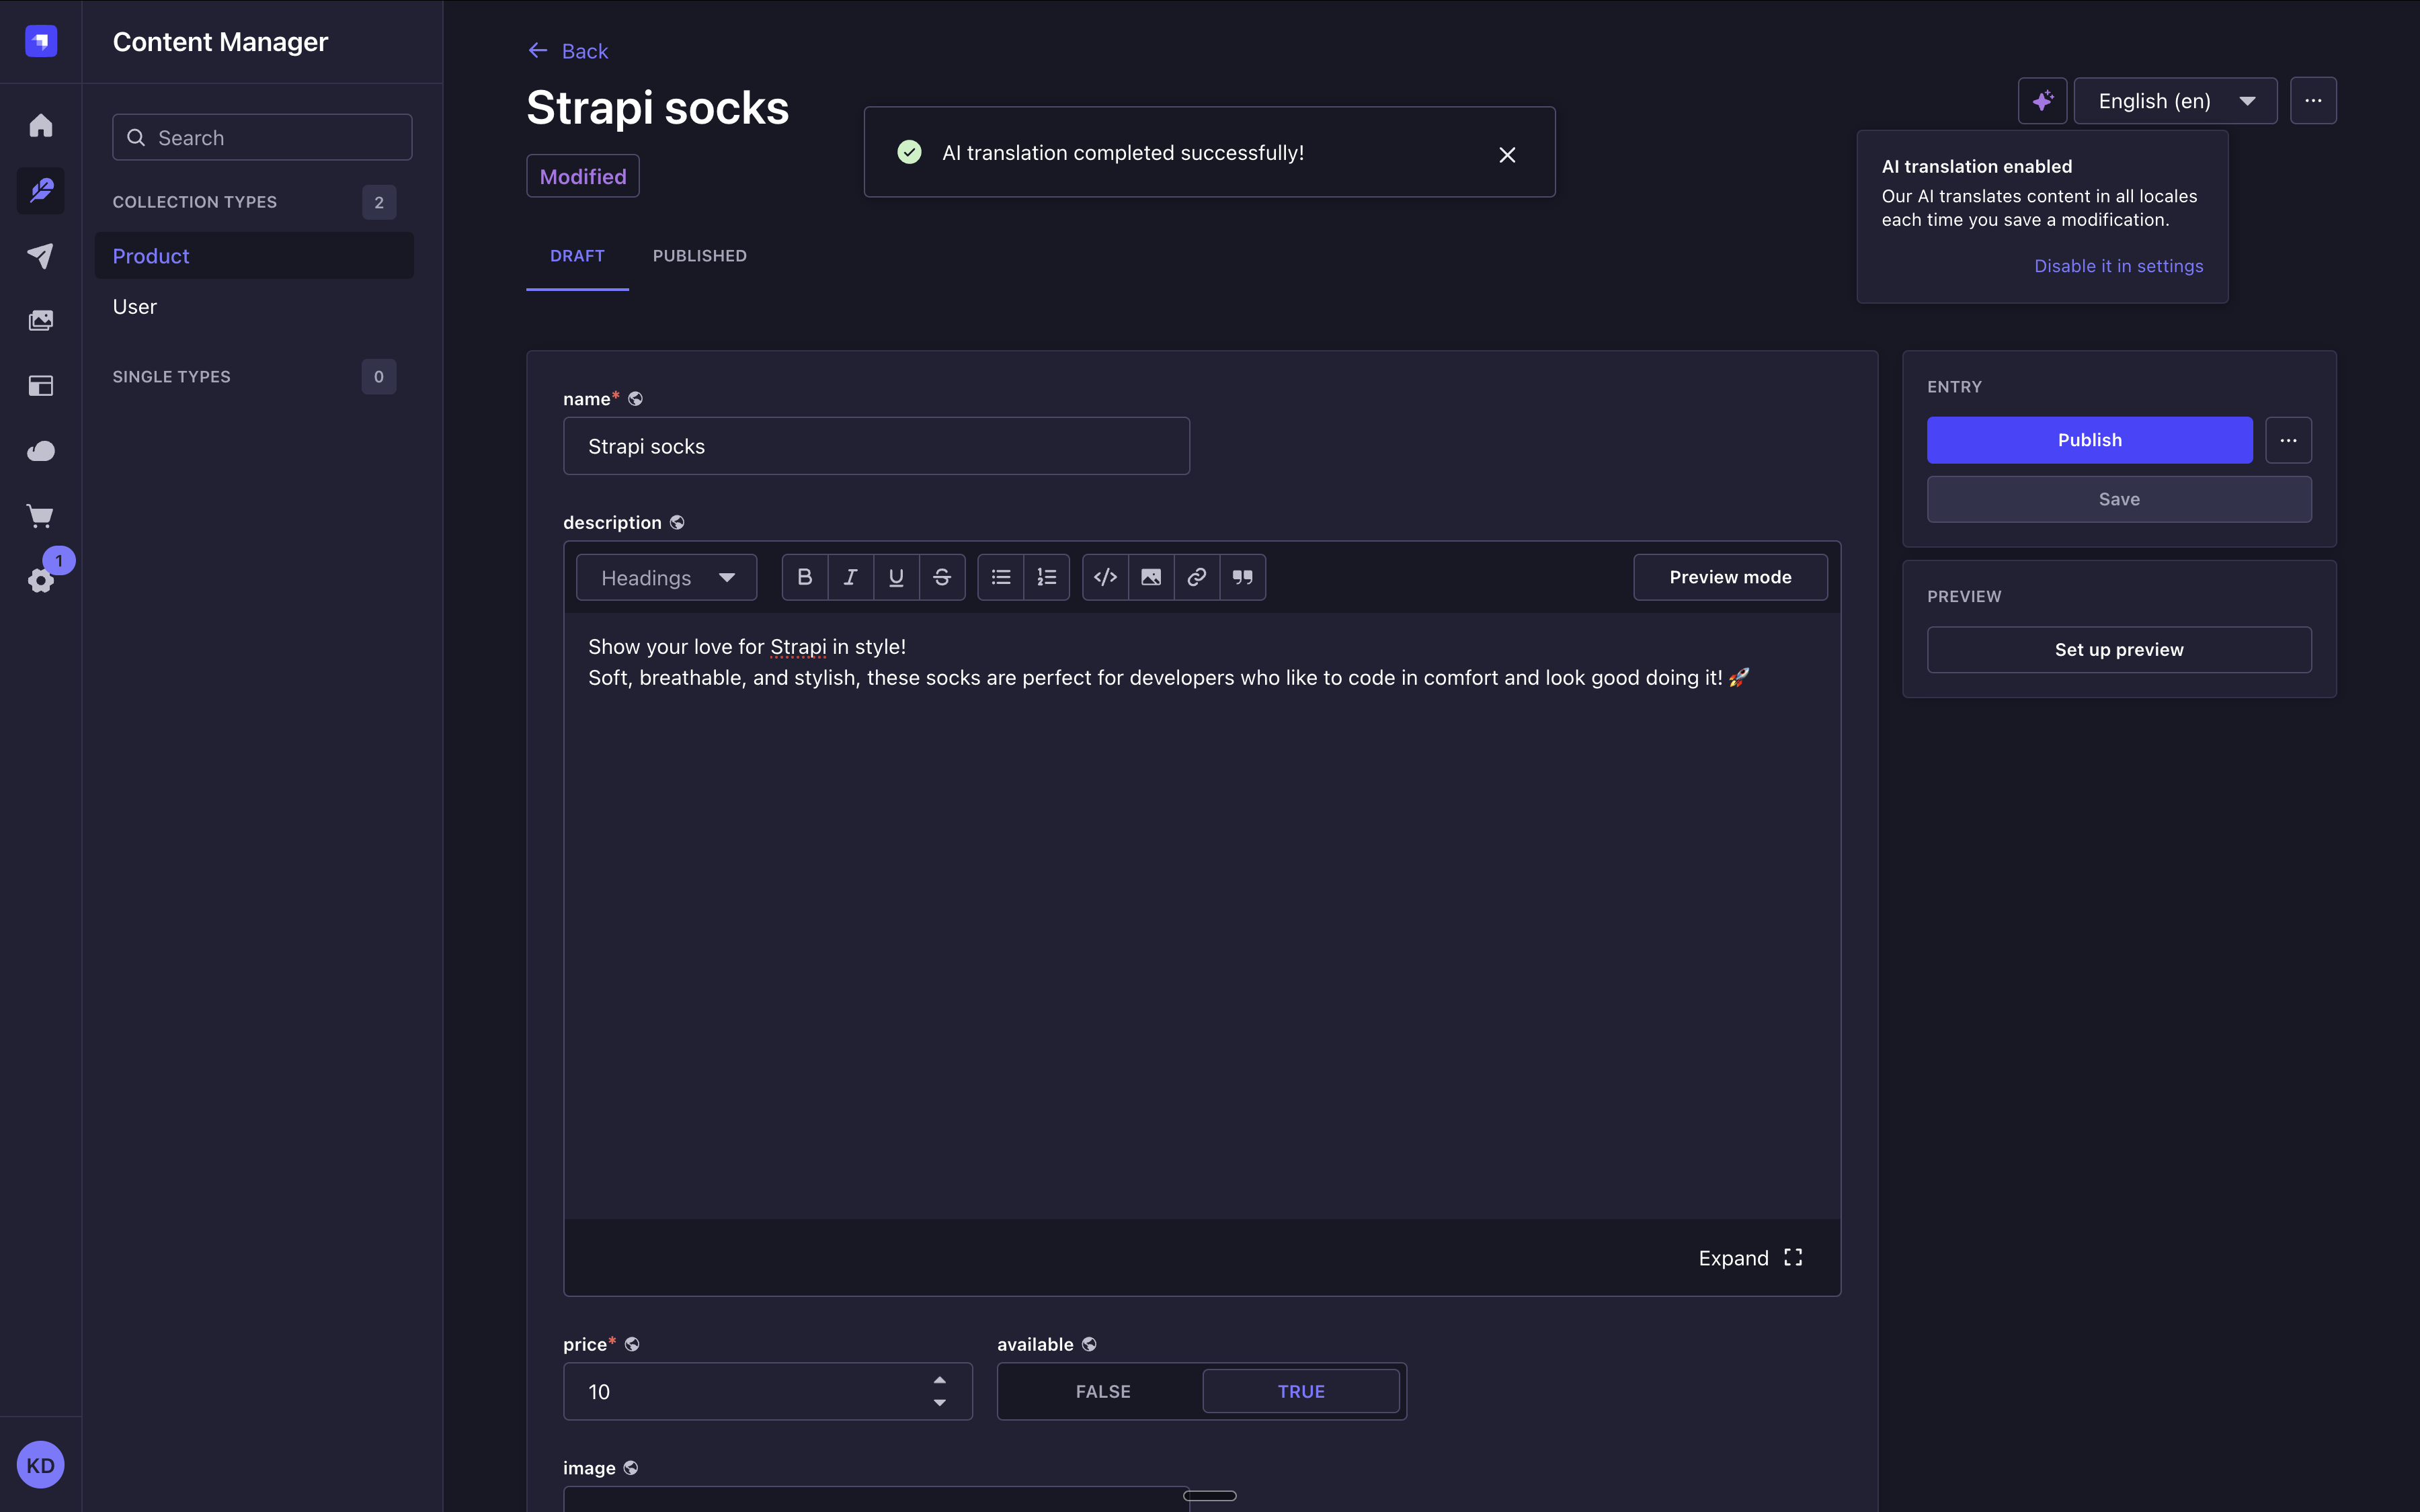 Content Manager
Search
COLLECTION TYPES 2
Product
User
SINGLE TYPES 0
1
KD
Back
Strapi socks
Modified
AI translation completed successfully!
English (en)
AI translation enabled
Our AI translates content in all locales
each time you save a modification.
Disable it in settings
DRAFT PUBLISHED
name*
Strapi socks
description
Headings
Preview mode
Show your love for Strapi in style!
Soft, breathable, and stylish, these socks are perfect for developers who like to code in comfort and look good doing it! 🚀
Expand
price*
10
available
FALSE TRUE
image
ENTRY
Publish
Save
PREVIEW
Set up preview